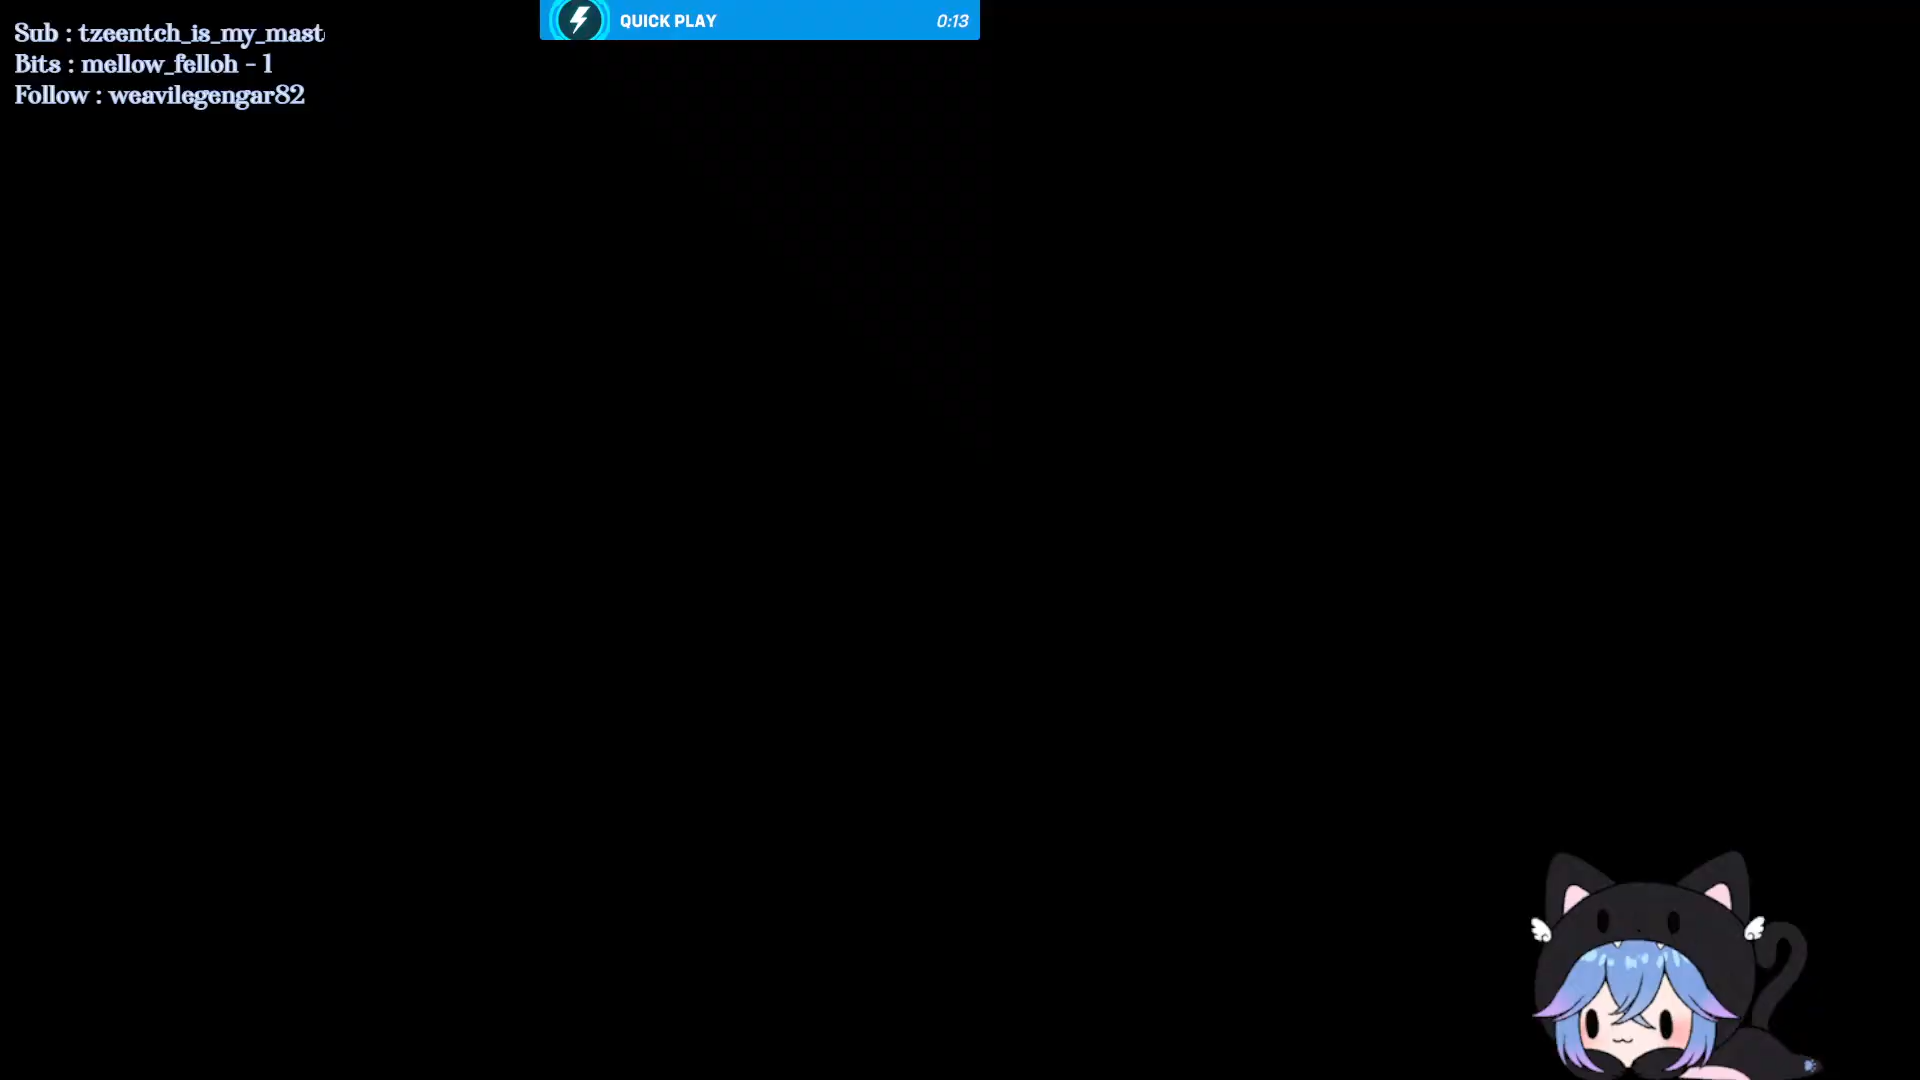 Sub : tzeentch_is_my_mast
Bits : mellow_felloh - 1
Follow : weavilegengar82
QUICK PLAY 0:13